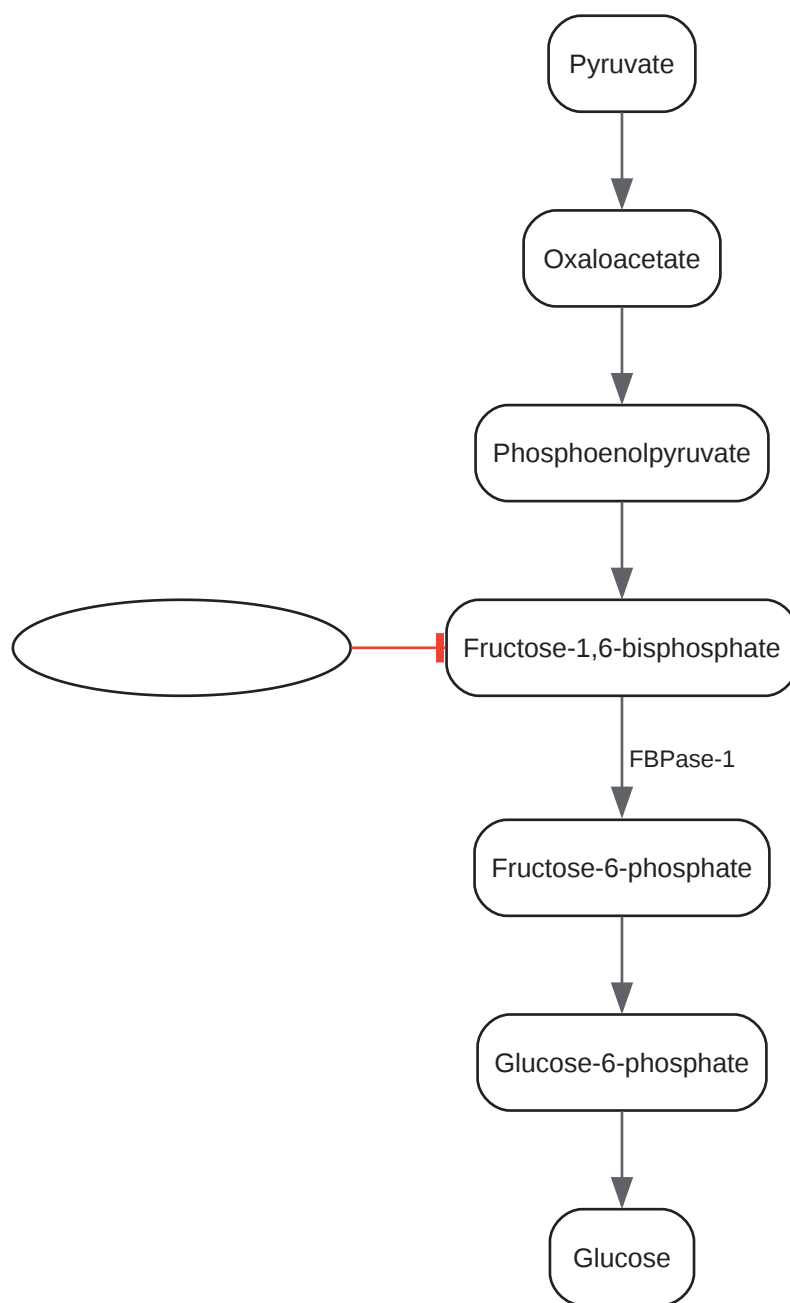 Pyruvate
Oxaloacetate
Phosphoenolpyruvate
Fructose-1,6-bisphosphate
FBPase-1
Fructose-6-phosphate
Glucose-6-phosphate
Glucose